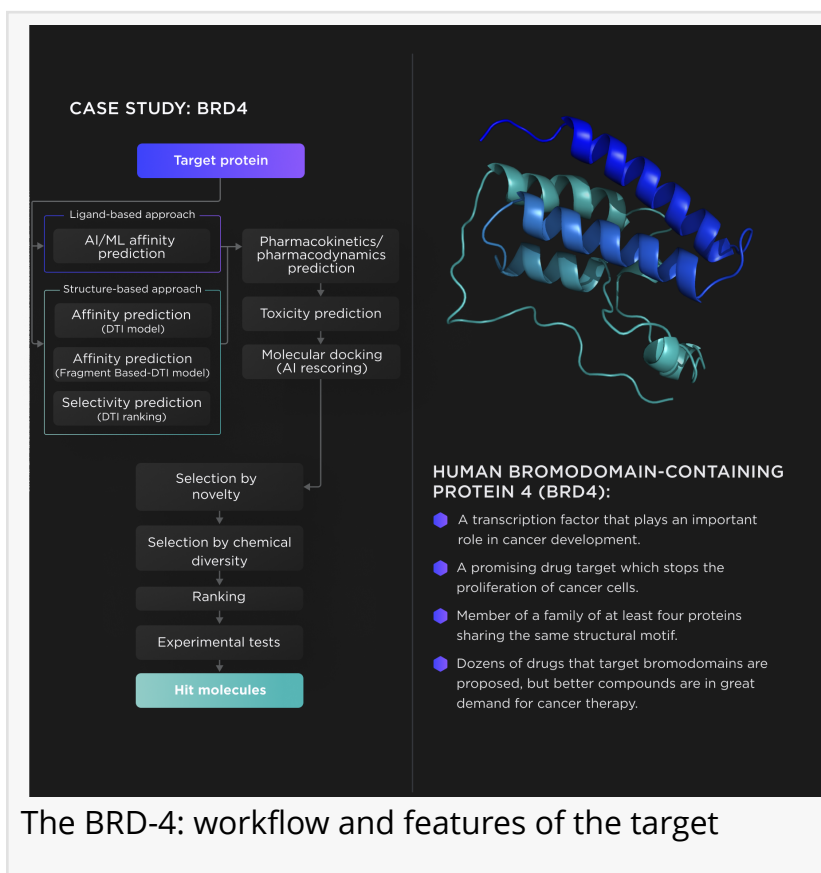 CASE STUDY: BRD4
Target protein
Ligand-based approach
AI/ML affinity
prediction
Structure-based approach
Affinity prediction
(DTI model)
Affinity prediction
(Fragment Based-DTI model)
Selectivity prediction
(DTI ranking)
Pharmacokinetics/
pharmacodynamics
prediction
Toxicity prediction
Molecular docking
(AI rescoring)
Selection by
novelty
Selection by chemical
diversity
Ranking
Experimental tests
Hit molecules
HUMAN BROMODOMAIN-CONTAINING
PROTEIN 4 (BRD4):
A transcription factor that plays an important
role in cancer development.
A promising drug target which stops the
proliferation of cancer cells.
Member of a family of at least four proteins
sharing the same structural motif.
Dozens of drugs that target bromodomains are
proposed, but better compounds are in great
demand for cancer therapy.
The BRD-4: workflow and features of the target